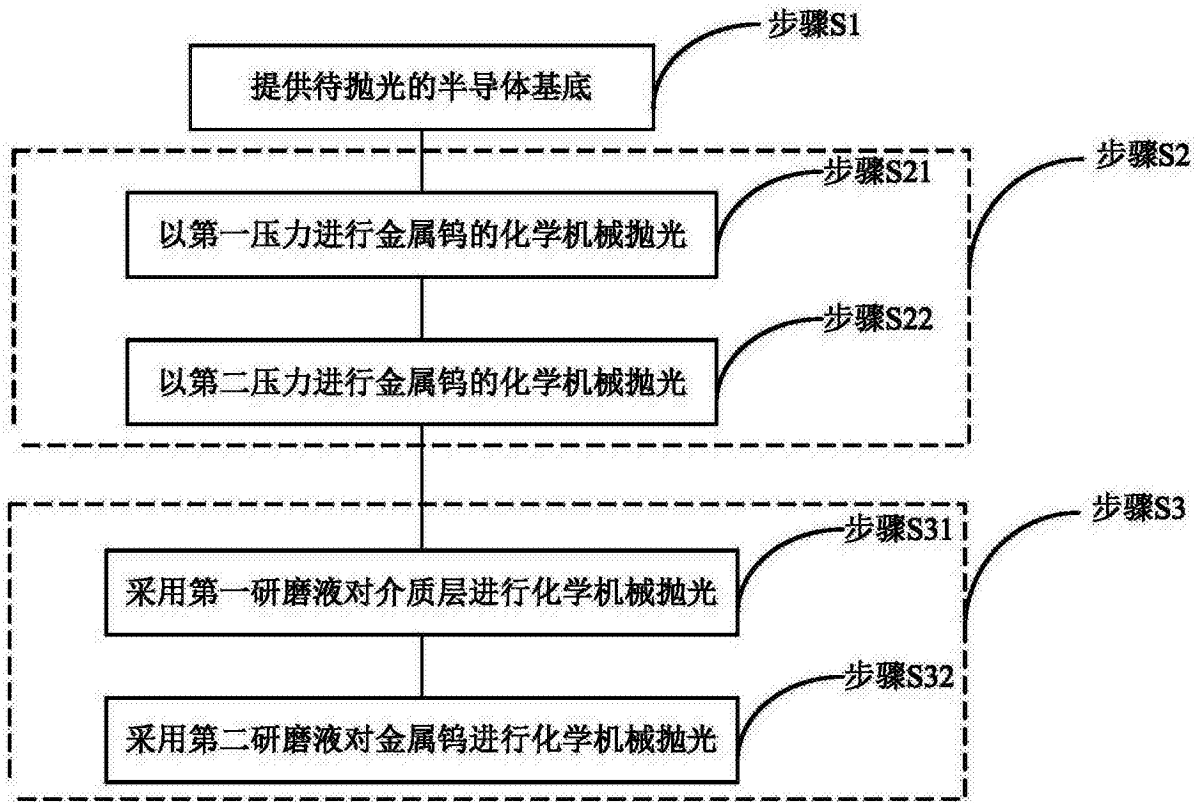 步骤S1
提供待抛光的半导体基底
步骤S2
步骤S21
以第一压力进行金属钨的化学机械抛光
步骤S22
以第二压力进行金属钨的化学机械抛光
步骤S3
步骤S31
采用第一研磨液对介质层进行化学机械抛光
步骤S32
采用第二研磨液对金属钨进行化学机械抛光